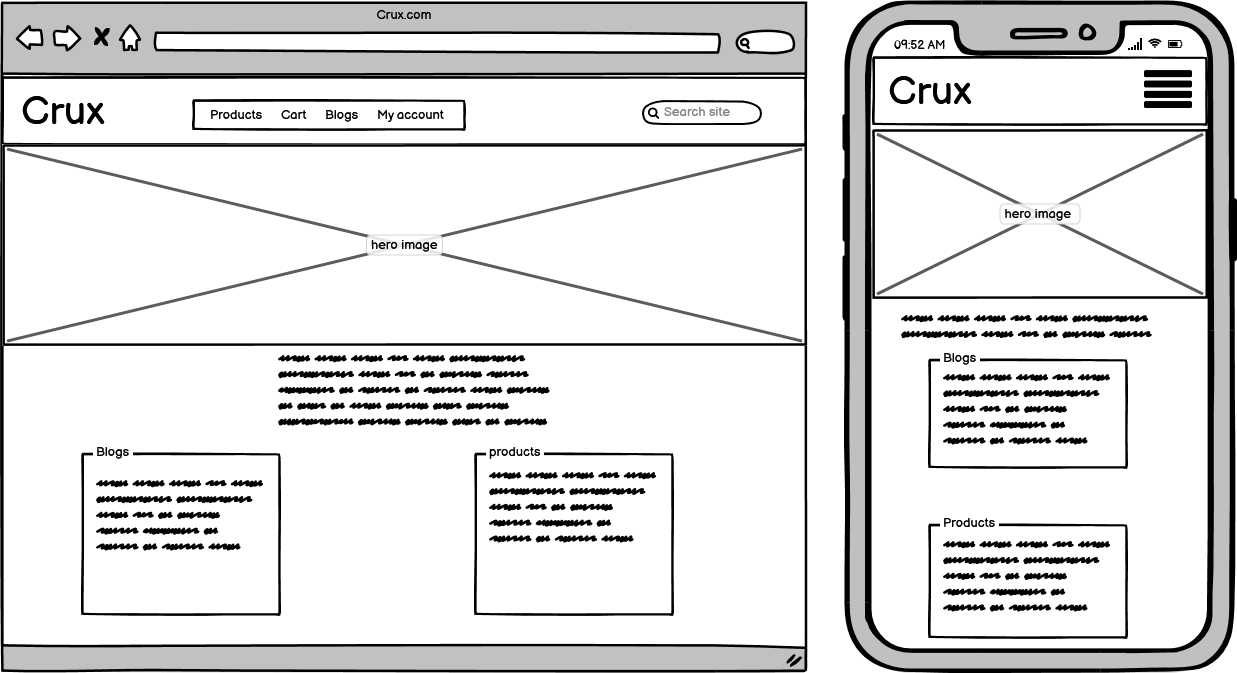 Crux.com
Crux
Products Cart Blogs My account
Search site
hero image
Blogs
products
09:52 AM
Crux
hero image
Blogs
Products